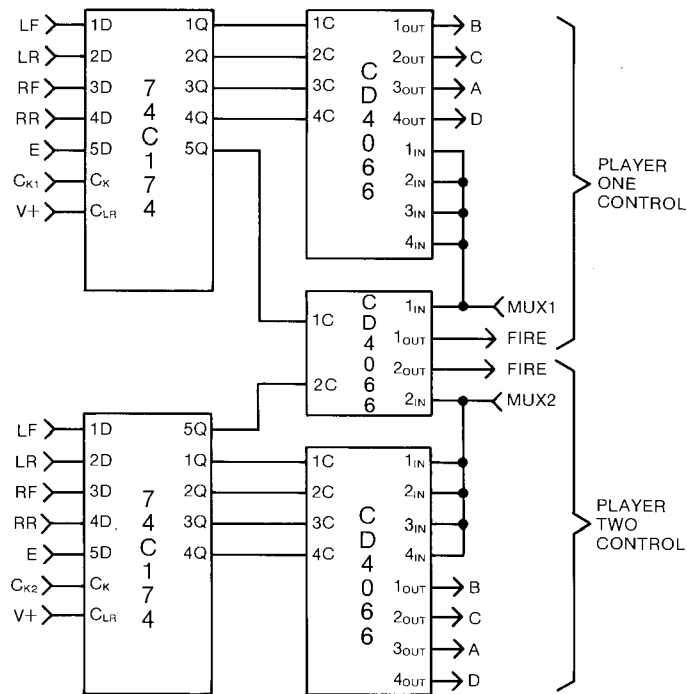 LF 1D 1Q 1C 1OUT B
LR 2D 2Q 2C 2OUT C
RF 3D 3Q 3C 3OUT A
RR 4D 4Q 4C 4OUT D
E 5D 5Q 1IN
CK1 CK 2IN
V+ CLR 3IN
4IN
74C174
CD4066
PLAYER
ONE
CONTROL
1C 1IN MUX1
1OUT FIRE
2OUT FIRE
2C 2IN MUX2
CD4066
LF 1D 5Q
LR 2D 1Q 1C 1IN
RF 3D 2Q 2C 2IN
RR 4D 3Q 3C 3IN
E 5D 4Q 4C 4IN
CK2 CK 1OUT B
V+ CLR 2OUT C
3OUT A
4OUT D
74C174
CD4066
PLAYER
TWO
CONTROL